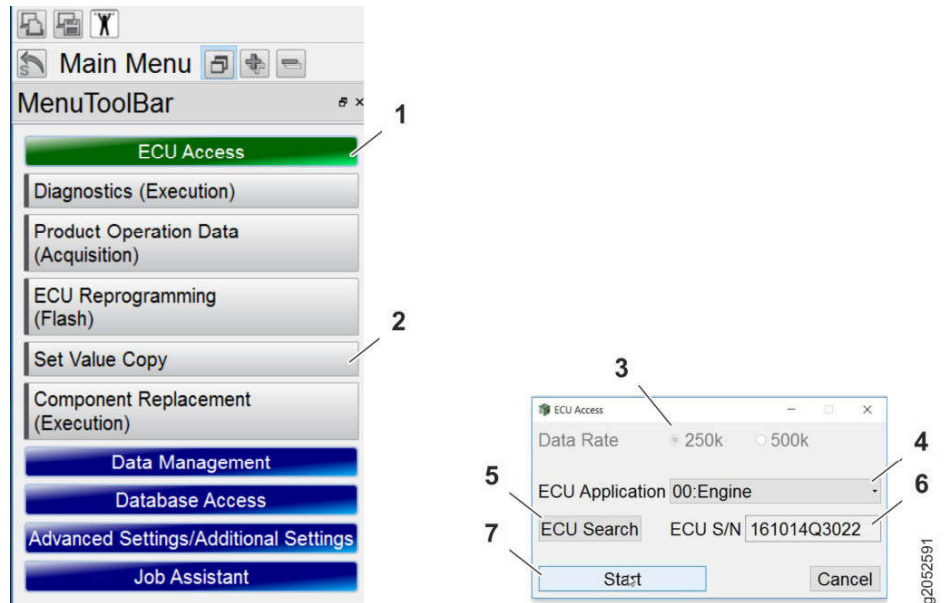 Main Menu
MenuToolBar
1
ECU Access
Diagnostics (Execution)
Product Operation Data
(Acquisition)
ECU Reprogramming
(Flash)
2
Set Value Copy
Component Replacement
(Execution)
Data Management
Database Access
Advanced Settings/Additional Settings
Job Assistant
3
ECU Access
Data Rate 250k 500k
4
ECU Application 00:Engine
5
6
ECU Search ECU S/N 161014Q3022
7
Start Cancel
g2052591